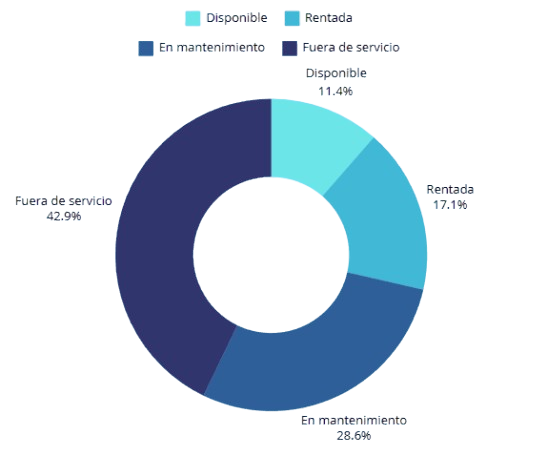 Disponible Rentada
En mantenimiento Fuera de servicio
Disponible
11.4%
Rentada
17.1%
Fuera de servicio
42.9%
En mantenimiento
28.6%